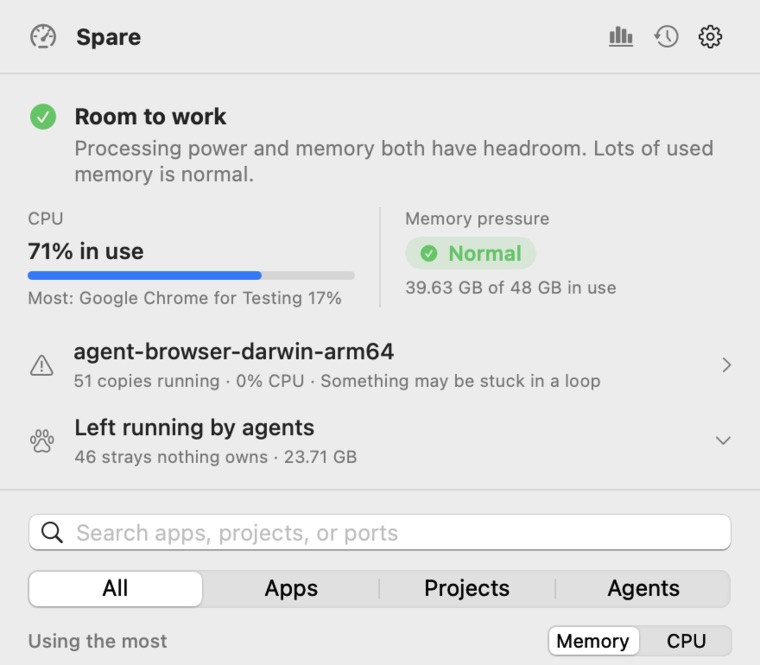 Spare
Room to work
Processing power and memory both have headroom. Lots of used
memory is normal.
CPU
71% in use
Most: Google Chrome for Testing 17%
Memory pressure
Normal
39.63 GB of 48 GB in use
agent-browser-darwin-arm64
51 copies running · 0% CPU · Something may be stuck in a loop
Left running by agents
46 strays nothing owns · 23.71 GB
Search apps, projects, or ports
All
Apps
Projects
Agents
Using the most
Memory
CPU